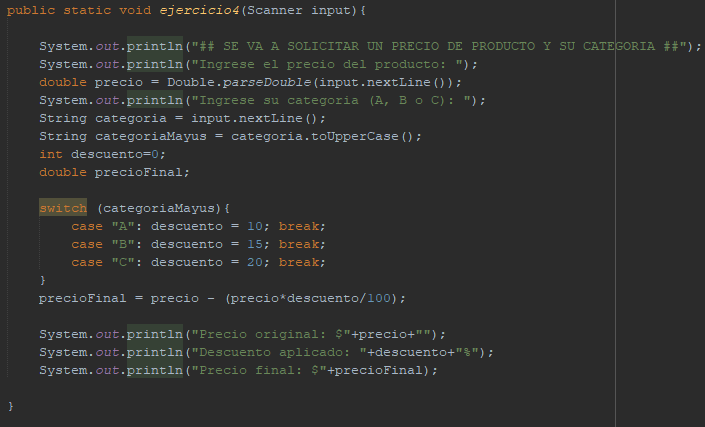 public static void ejercicio4(Scanner input){
System.out.println("## SE VA A SOLICITAR UN PRECIO DE PRODUCTO Y SU CATEGORIA ##");
System.out.println("Ingrese el precio del producto: ");
double precio = Double.parseDouble(input.nextLine());
System.out.println("Ingrese su categoria (A, B o C): ");
String categoria = input.nextLine();
String categoriaMayus = categoria.toUpperCase();
int descuento=0;
double precioFinal;
switch (categoriaMayus){
case "A": descuento = 10; break;
case "B": descuento = 15; break;
case "C": descuento = 20; break;
}
precioFinal = precio - (precio*descuento/100);
System.out.println("Precio original: $"+precio+"");
System.out.println("Descuento aplicado: "+descuento+"%");
System.out.println("Precio final: $"+precioFinal);
}